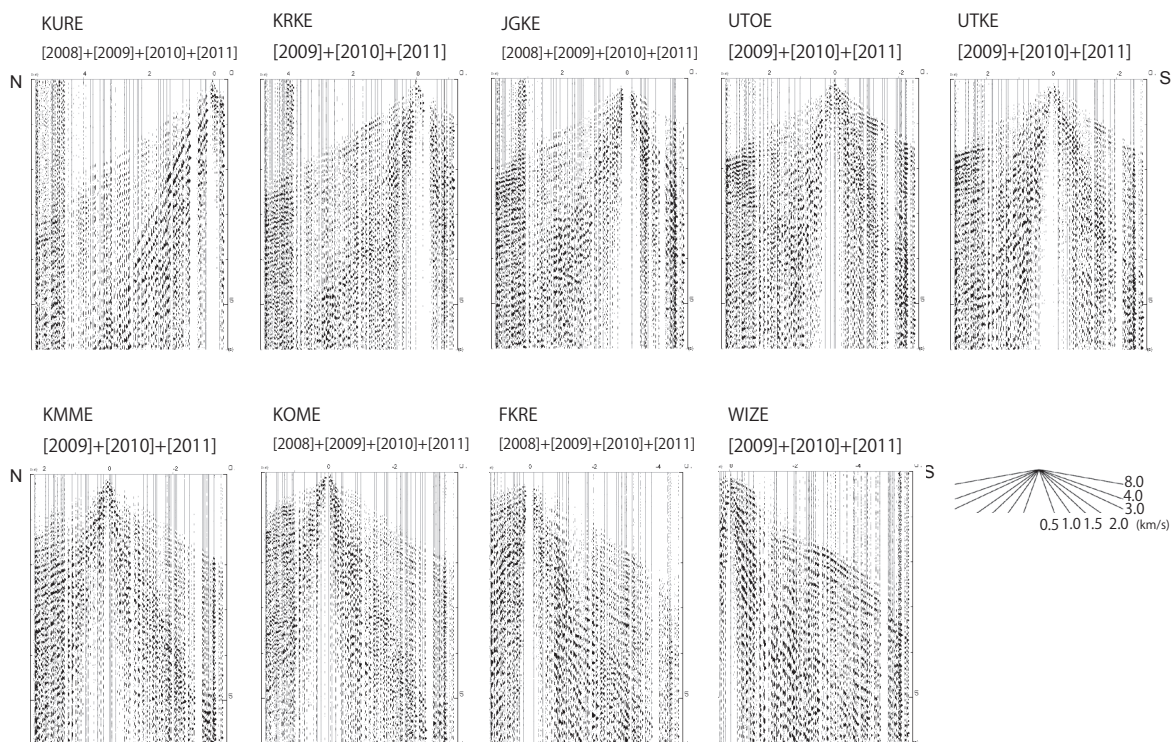 KURE
[2008]+[2009]+[2010]+[2011]
KRKE
[2009]+[2010]+[2011]
JGKE
[2008]+[2009]+[2010]+[2011]
UTOE
[2009]+[2010]+[2011]
UTKE
[2009]+[2010]+[2011]
N
4 2 0
4 2 0
2 0
2 0 -2
2 0 -2
S
KMME
[2009]+[2010]+[2011]
KOME
[2008]+[2009]+[2010]+[2011]
FKRE
[2008]+[2009]+[2010]+[2011]
WIZE
[2009]+[2010]+[2011]
N
2 0 -2
0 -2
0 -2 -4
0 -2 -4
S
8.0
4.0
3.0
0.5 1.0 1.5 2.0 (km/s)